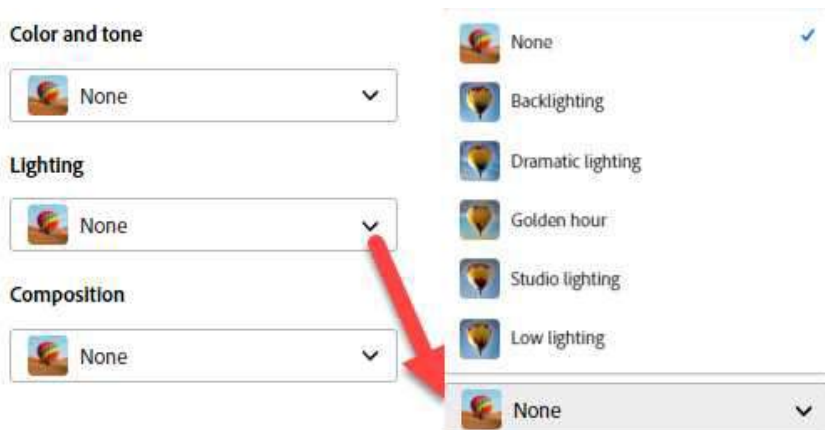 Color and tone
None
Lighting
None
Composition
None
None
Backlighting
Dramatic lighting
Golden hour
Studio lighting
Low lighting
None